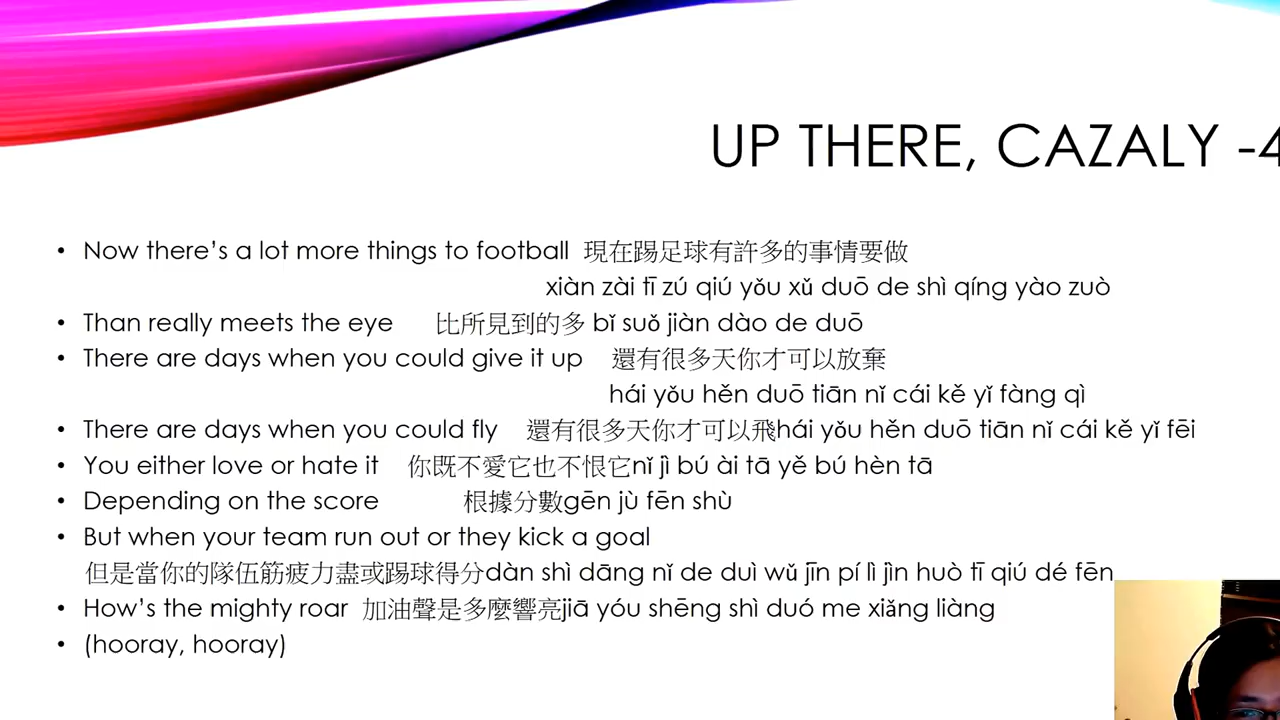 UP THERE, CAZALY -4
• Now there’s a lot more things to football 現在踢足球有許多的事情要做
xiàn zài tī zú qiú yǒu xǔ duō de shì qíng yào zuò
• Than really meets the eye 比所見到的多 bǐ suǒ jiàn dào de duō
• There are days when you could give it up 還有很多天你才可以放棄
hái yǒu hěn duō tiān nǐ cái kě yǐ fàng qì
• There are days when you could fly 還有很多天你才可以飛hái yǒu hěn duō tiān nǐ cái kě yǐ fēi
• You either love or hate it 你既不愛它也不恨它nǐ jì bú ài tā yě bú hèn tā
• Depending on the score 根據分數gēn jù fēn shù
• But when your team run out or they kick a goal
但是當你的隊伍筋疲力盡或踢球得分dàn shì dāng nǐ de duì wǔ jīn pí lì jìn huò tī qiú dé fēn
• How’s the mighty roar 加油聲是多麼響亮jiā yóu shēng shì duó me xiǎng liàng
• (hooray, hooray)